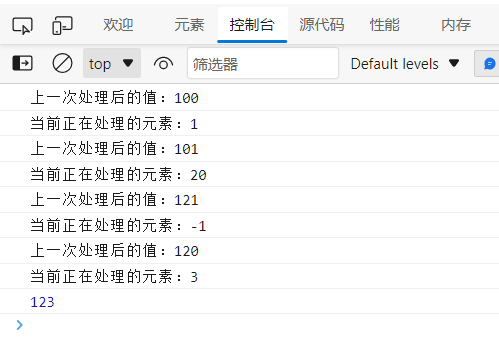 欢迎 元素 控制台 源代码 性能 内存
top 筛选器 Default levels
上一次处理后的值：100
当前正在处理的元素：1
上一次处理后的值：101
当前正在处理的元素：20
上一次处理后的值：121
当前正在处理的元素：-1
上一次处理后的值：120
当前正在处理的元素：3
123